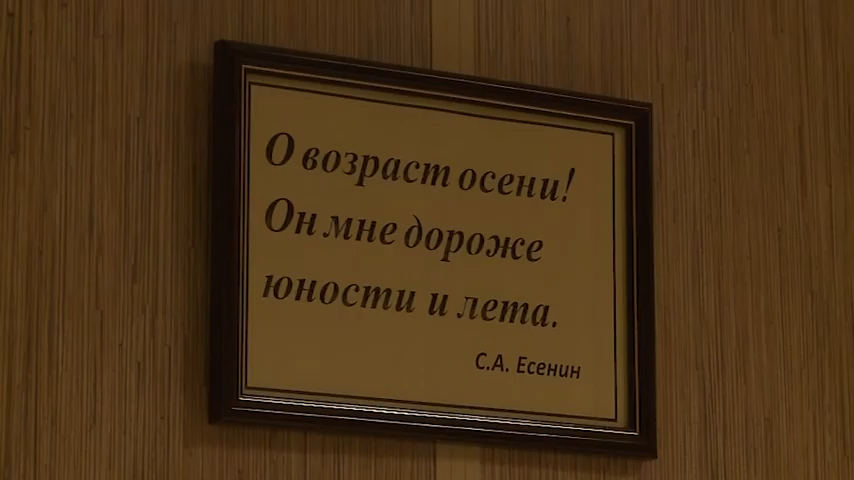 О возраст осени!
Он мне дороже
юности и лета.
С.А. Есенин